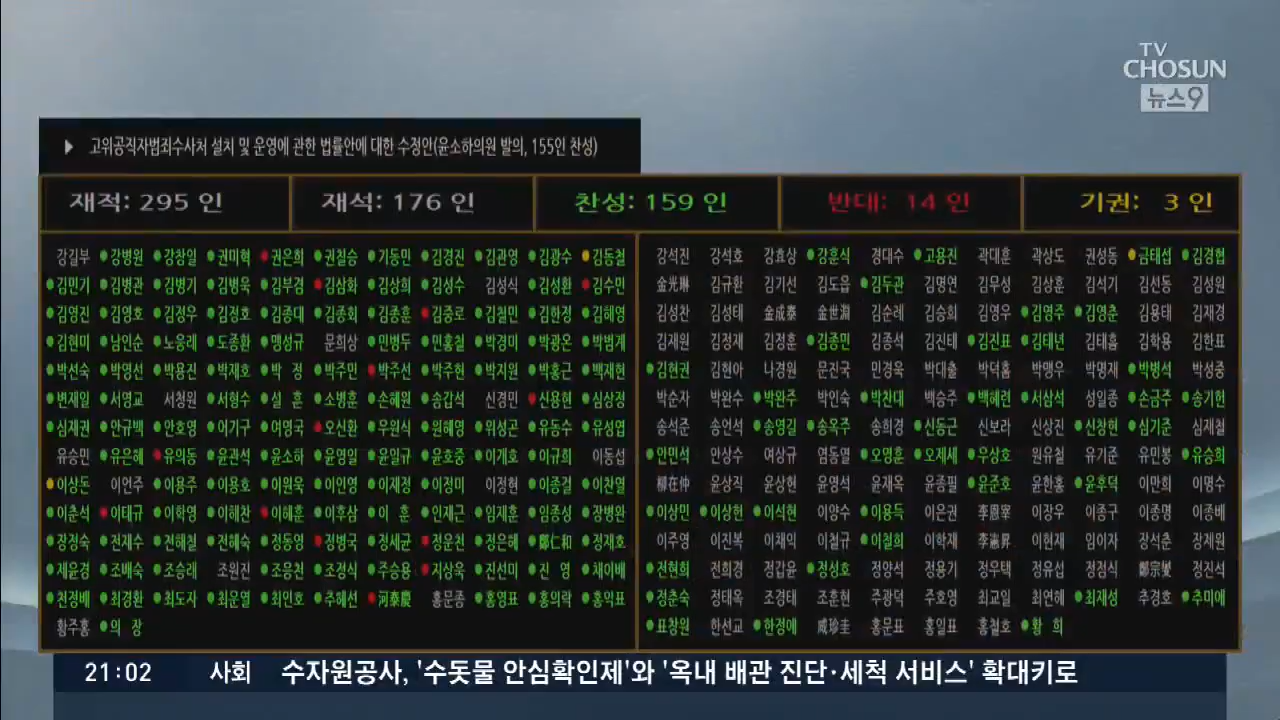 TV
CHOSUN
뉴스9
▶ 고위공직자범죄수사처 설치 및 운영에 관한 법률안에 대한 수정안(윤소하의원 발의, 155인 찬성)
재적: 295 인 재석: 176 인 찬성: 159 인 반대: 14 인 기권: 3 인
강길부 강병원 강창일 권미혁 권은희 권칠승 기동민 김경진 김관영 김광수 김동철
김민기 김병관 김병기 김병욱 김부겸 김삼화 김상희 김성수 김성식 김성환 김수민
김영진 김영호 김정우 김정호 김종대 김종회 김종훈 김중로 김철민 김한정 김해영
김현미 남인순 노웅래 도종환 맹성규 문희상 민병두 민홍철 박경미 박광온 박범계
박선숙 박영선 박용진 박재호 박 정 박주민 박주선 박주현 박지원 박홍근 백재현
변재일 서영교 서청원 서형수 설 훈 소병훈 손혜원 송갑석 신경민 신용현 심상정
심재권 안규백 안호영 어기구 여영국 오신환 우원식 원혜영 위성곤 유동수 유성엽
유승민 유은혜 유의동 윤관석 윤소하 윤영일 윤일규 윤호중 이개호 이규희 이동섭
이상돈 이언주 이용주 이용호 이원욱 이인영 이재정 이정미 이정현 이종걸 이찬열
이춘석 이태규 이학영 이해찬 이혜훈 이후삼 이 훈 인재근 임재훈 임종성 장병완
장정숙 전재수 전해철 전혜숙 정동영 정병국 정세균 정운천 정은혜 鄭仁和 정재호
제윤경 조배숙 조승래 조원진 조응천 조정식 주승용 지상욱 진선미 진 영 채이배
천정배 최경환 최도자 최운열 최인호 추혜선 河泰慶 홍문종 홍영표 홍의락 홍익표
황주홍 의 장
강석진 강석호 강효상 강훈식 경대수 고용진 곽대훈 곽상도 권성동 금태섭 김경협
金光琳 김규환 김기선 김도읍 김두관 김명연 김무성 김상훈 김석기 김선동 김성원
김성찬 김성태 金成泰 金世淵 김순례 김승희 김영우 김영주 김영춘 김용태 김재경
김재원 김정재 김정훈 김종민 김종석 김진태 김진표 김태년 김태흠 김학용 김한표
김현권 김현아 나경원 문진국 민경욱 박대출 박덕흠 박맹우 박명재 박병석 박성중
박순자 박완수 박완주 박인숙 박찬대 백승주 백혜련 서삼석 성일종 손금주 송기헌
송석준 송언석 송영길 송옥주 송희경 신동근 신보라 신상진 신창현 심기준 심재철
안민석 안상수 여상규 염동열 오영훈 오제세 우상호 원유철 유기준 유민봉 유승희
柳在仲 윤상직 윤상현 윤영석 윤재옥 윤종필 윤준호 윤한홍 윤후덕 이만희 이명수
이상민 이상헌 이석현 이양수 이용득 이은권 李恩宰 이장우 이종구 이종명 이종배
이주영 이진복 이채익 이철규 이철희 이학재 李憲昇 이현재 임이자 장석춘 장제원
전현희 전희경 정갑윤 정성호 정양석 정용기 정우택 정유섭 정점식 鄭宗燮 정진석
정춘숙 정태옥 조경태 조훈현 주광덕 주호영 최교일 최연혜 최재성 추경호 추미애
표창원 한선교 한정애 咸珍圭 홍문표 홍일표 홍철호 황 희
21:02 사회 수자원공사, '수돗물 안심확인제'와 '옥내 배관 진단·세척 서비스' 확대키로